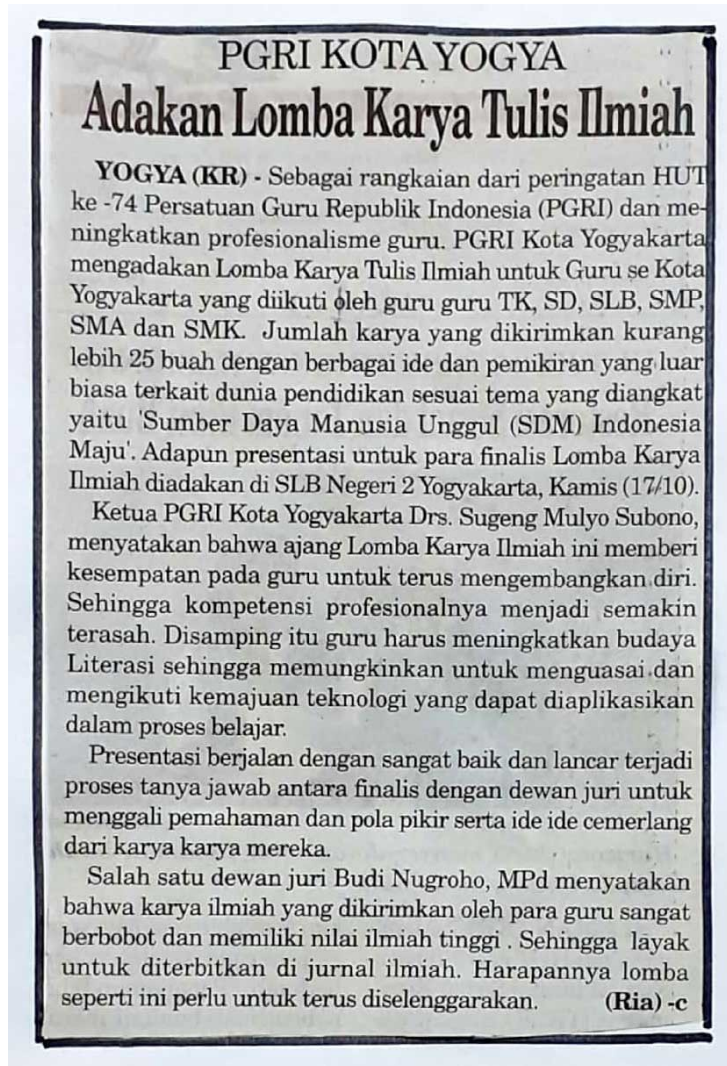 PGRI KOTA YOGYA
Adakan Lomba Karya Tulis Ilmiah
YOGYA (KR) - Sebagai rangkaian dari peringatan HUT
ke -74 Persatuan Guru Republik Indonesia (PGRI) dan me-
ningkatkan profesionalisme guru. PGRI Kota Yogyakarta
mengadakan Lomba Karya Tulis Ilmiah untuk Guru se Kota
Yogyakarta yang diikuti oleh guru guru TK, SD, SLB, SMP,
SMA dan SMK. Jumlah karya yang dikirimkan kurang
lebih 25 buah dengan berbagai ide dan pemikiran yang luar
biasa terkait dunia pendidikan sesuai tema yang diangkat
yaitu 'Sumber Daya Manusia Unggul (SDM) Indonesia
Maju'. Adapun presentasi untuk para finalis Lomba Karya
Ilmiah diadakan di SLB Negeri 2 Yogyakarta, Kamis (17/10).
Ketua PGRI Kota Yogyakarta Drs. Sugeng Mulyo Subono,
menyatakan bahwa ajang Lomba Karya Ilmiah ini memberi
kesempatan pada guru untuk terus mengembangkan diri.
Sehingga kompetensi profesionalnya menjadi semakin
terasah. Disamping itu guru harus meningkatkan budaya
Literasi sehingga memungkinkan untuk menguasai dan
mengikuti kemajuan teknologi yang dapat diaplikasikan
dalam proses belajar.
Presentasi berjalan dengan sangat baik dan lancar terjadi
proses tanya jawab antara finalis dengan dewan juri untuk
menggali pemahaman dan pola pikir serta ide ide cemerlang
dari karya karya mereka.
Salah satu dewan juri Budi Nugroho, MPd menyatakan
bahwa karya ilmiah yang dikirimkan oleh para guru sangat
berbobot dan memiliki nilai ilmiah tinggi . Sehingga layak
untuk diterbitkan di jurnal ilmiah. Harapannya lomba
seperti ini perlu untuk terus diselenggarakan. (Ria) -c